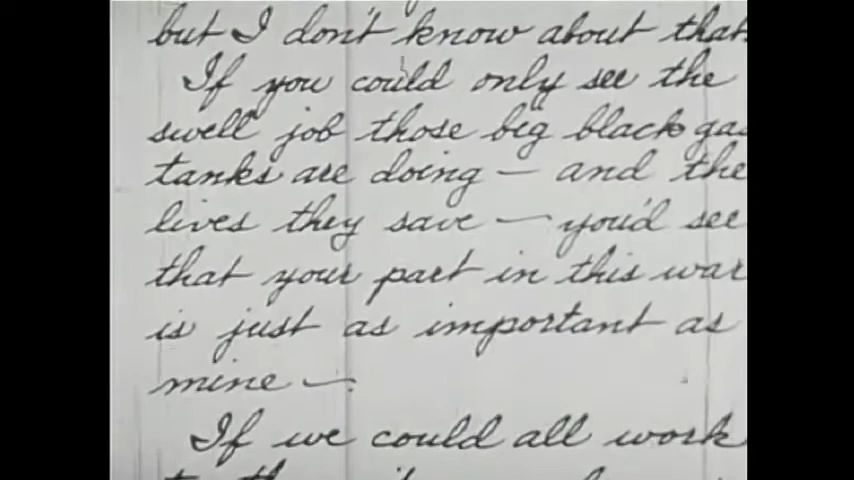 but I don't know about that
If you could only see the
swell job those big black gas
tanks are doing — and the
lives they save — you'd see
that your part in this war
is just as important as
mine —.
If we could all work